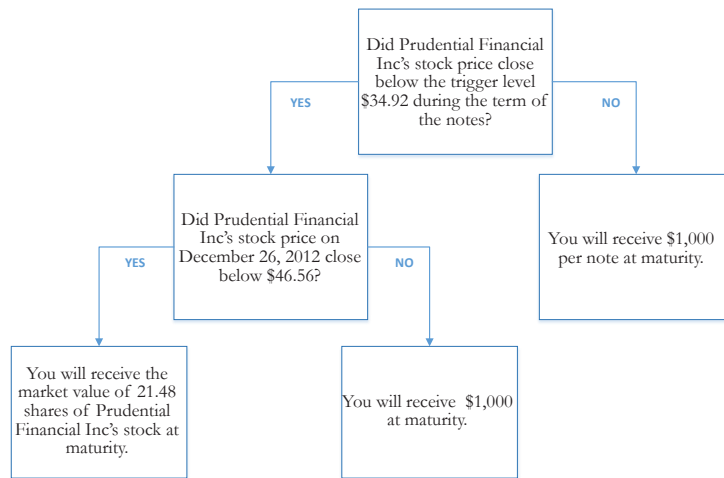 Did Prudential Financial
Inc's stock price close
below the trigger level
$34.92 during the term of
the notes?
YES
NO
Did Prudential Financial
Inc's stock price on
December 26, 2012 close
below $46.56?
You will receive $1,000
per note at maturity.
YES
NO
You will receive the
market value of 21.48
shares of Prudential
Financial Inc's stock at
maturity.
You will receive $1,000
at maturity.